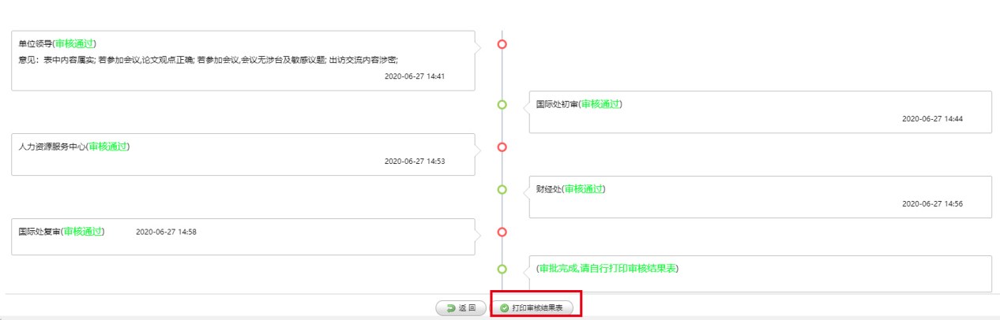 单位领导(审核通过)
意见：表中内容属实; 若参加会议,论文观点正确; 若参加会议,会议无涉台及敏感议题; 出访交流内容涉密;
2020-06-27 14:41
国际处初审(审核通过)
2020-06-27 14:44
人力资源服务中心(审核通过)
2020-06-27 14:53
财经处(审核通过)
2020-06-27 14:56
国际处复审(审核通过) 2020-06-27 14:58
(审批完成,请自行打印审核结果表)
返 回 打印审核结果表